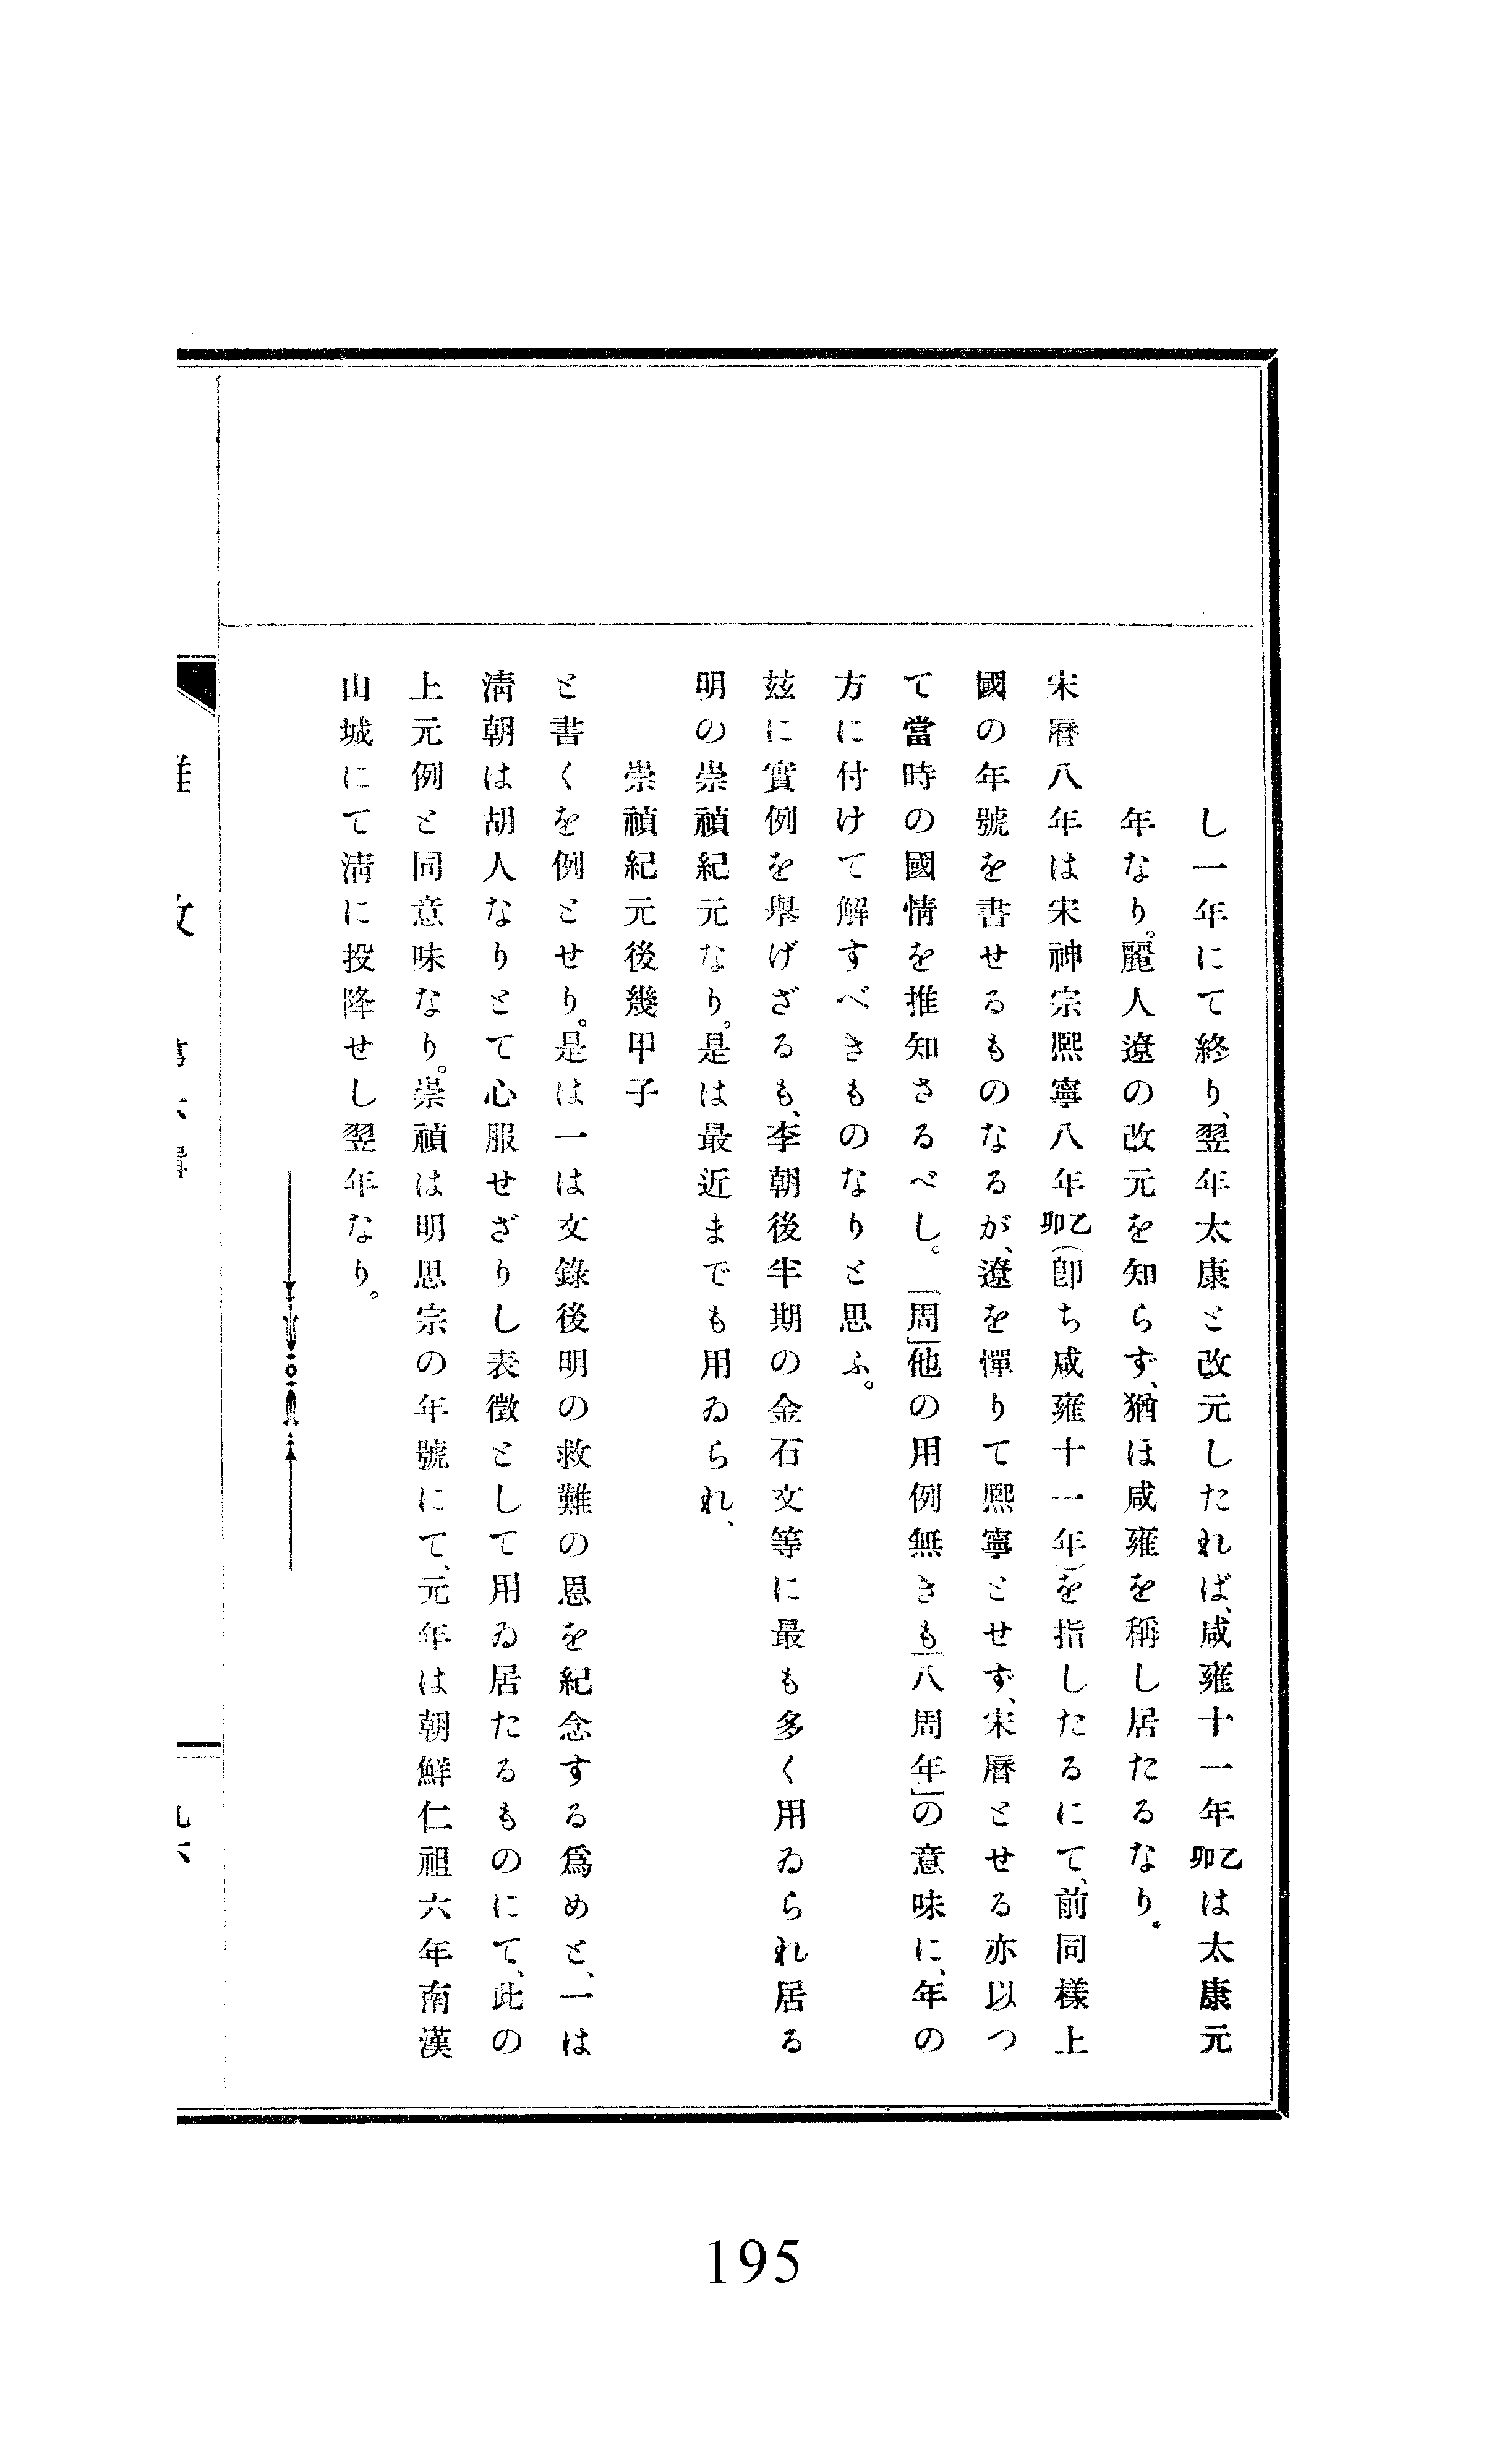 し一年にて終り、翌年太康と改元したれば、咸雍十一年乙卯は太康元
年なり。麗人遼の改元を知らず、猶ほ咸雍を稱し居たるなり。
宋曆八年は宋神宗熙寧八年乙卯(卽ち咸雍十一年)を指したるにて、前同樣上
國の年號を書せるものなるが、遼を憚りて熙寧とせず、宋曆とせる亦以つ
て當時の國情を推知さるべし。「周」他の用例無きも「八周年」の意味に、年の
方に付けて解すべきものなりと思ふ。
玆に實例を擧げざるも、李朝後半期の金石文等に最も多く用ゐられ居る
明の崇禎紀元なり。是は最近までも用ゐられ、
崇禎紀元後幾甲子
と書くを例とせり。是は一は文錄後明の救難の恩を紀念する爲めと、一は
淸朝は胡人なりとて心服せざりし表徵として用ゐ居たるものにて、此の
上元例と同意味なり。崇禎は明思宗の年號にて、元年は朝鮮仁祖六年南漢
山城にて淸に投降せし翌年なり。
195